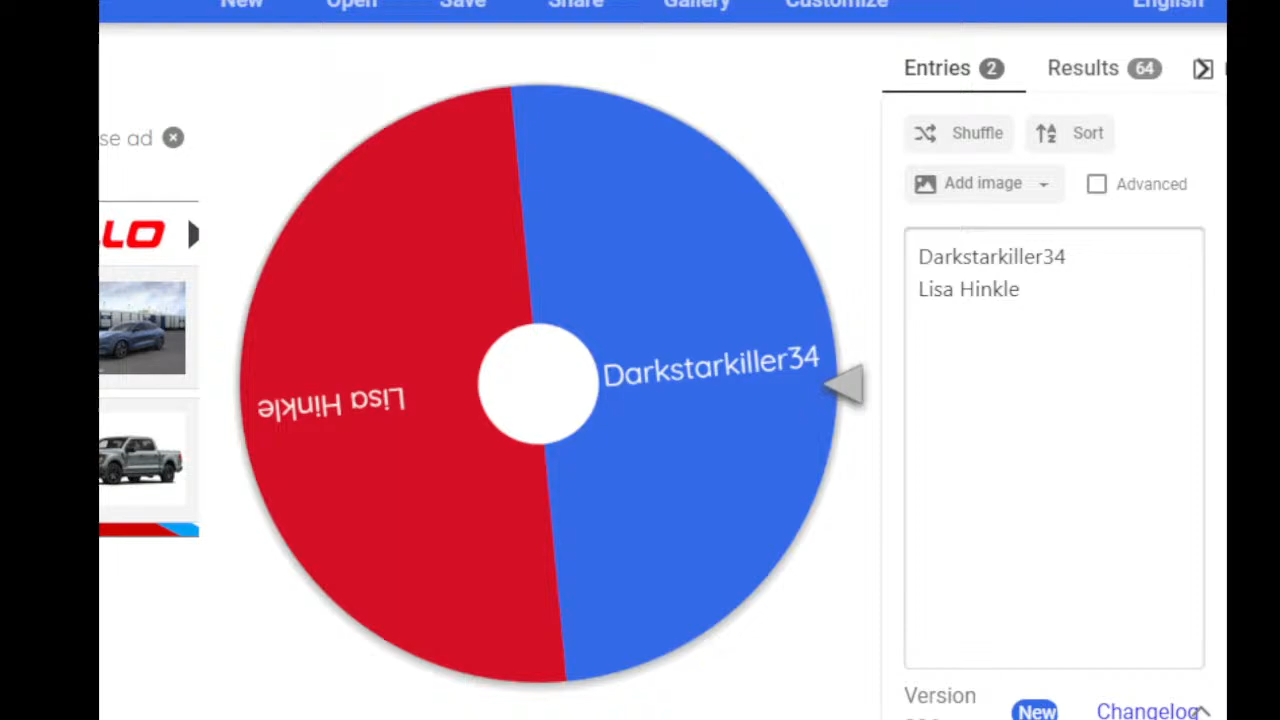 New Open Save Share Gallery Customize English
Entries 2 Results 64
se ad
Shuffle Sort
Add image Advanced
LO
Darkstarkiller34
Lisa Hinkle
Darkstarkiller34
Lisa Hinkle
Version
New Changelog